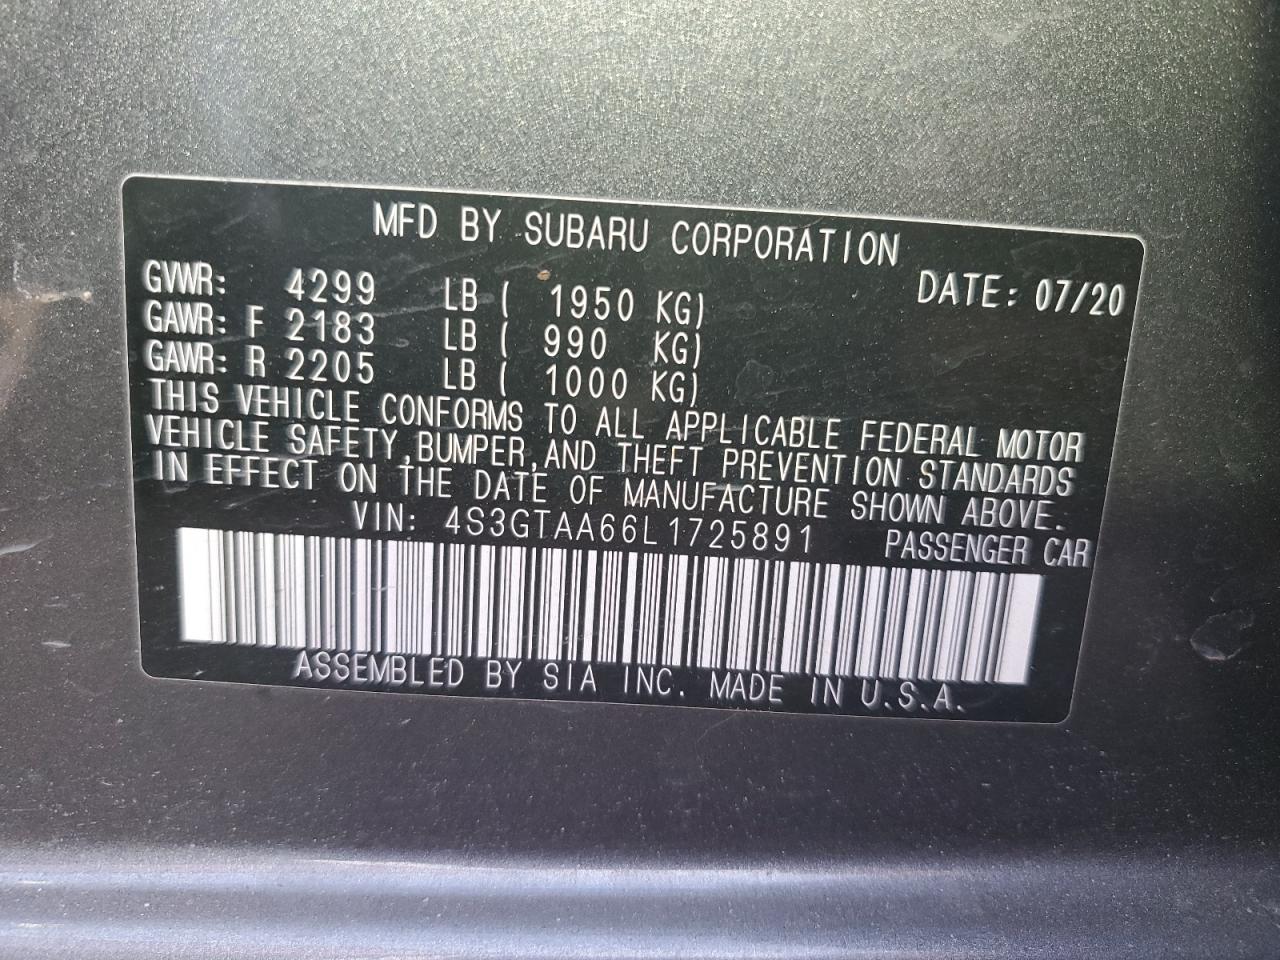 MFD BY SUBARU CORPORATION
DATE: 07/20
GVWR: 4299 LB ( 1950 KG)
GAWR: F 2183 LB ( 990 KG)
GAWR: R 2205 LB ( 1000 KG)
THIS VEHICLE CONFORMS TO ALL APPLICABLE FEDERAL MOTOR
VEHICLE SAFETY,BUMPER,AND THEFT PREVENTION STANDARDS
IN EFFECT ON THE DATE OF MANUFACTURE SHOWN ABOVE.
VIN: 4S3GTAA66L1725891 PASSENGER CAR
ASSEMBLED BY SIA INC. MADE IN U.S.A.